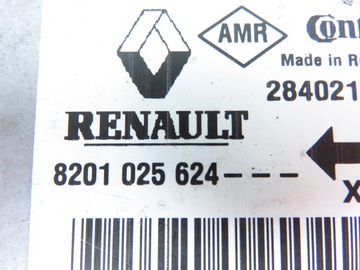 AMR
Made in
284021
RENAULT
8201 025 624---
X